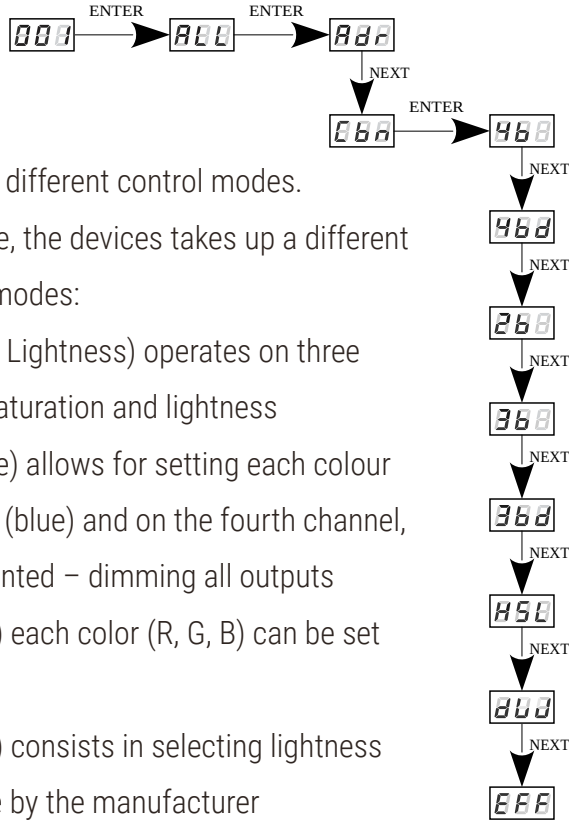 ENTER ENTER
001 ALL Adr
NEXT
ENTER
Cbn 4b
different control modes. NEXT
e, the devices takes up a different 4bd
NEXT
modes: 2b
Lightness) operates on three NEXT
aturation and lightness 3b
e) allows for setting each colour NEXT
(blue) and on the fourth channel, 3bd
nted – dimming all outputs NEXT
) each color (R, G, B) can be set HSL
NEXT
dUd
) consists in selecting lightness NEXT
e by the manufacturer EFF